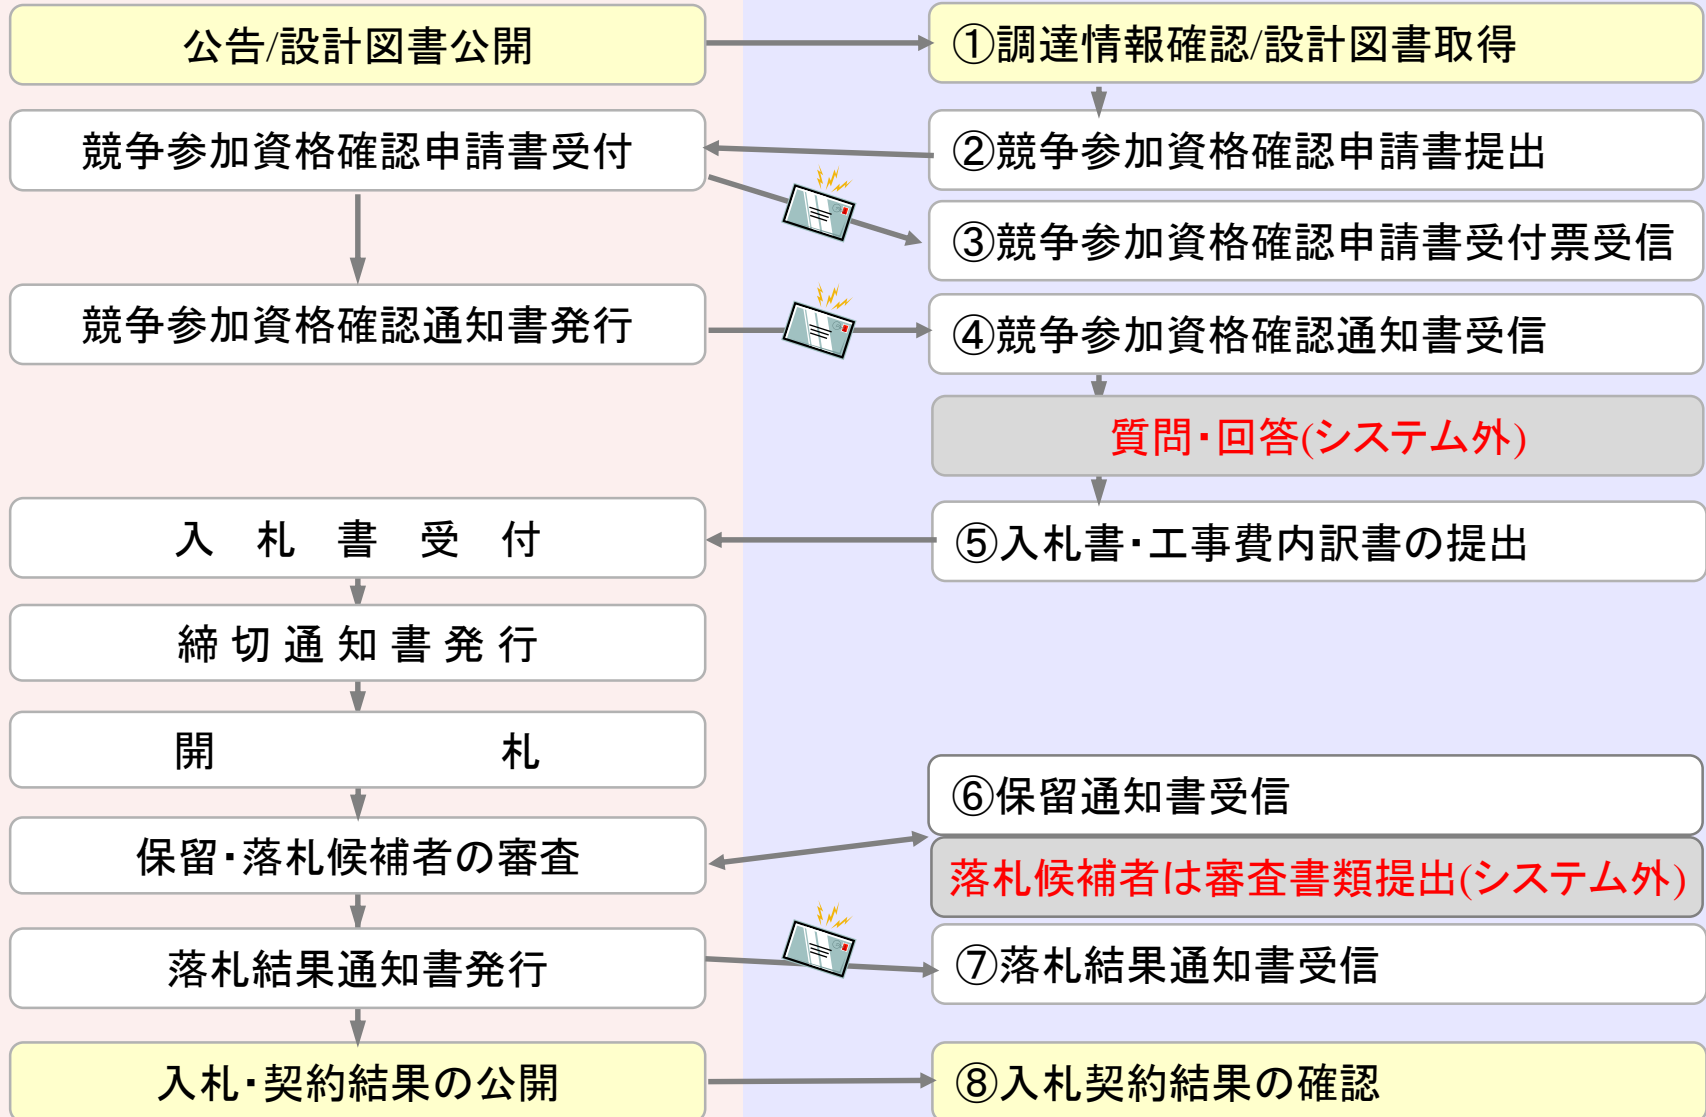 公告/設計図書公開
①調達情報確認/設計図書取得
競争参加資格確認申請書受付
②競争参加資格確認申請書提出
③競争参加資格確認申請書受付票受信
競争参加資格確認通知書発行
④競争参加資格確認通知書受信
質問・回答(システム外)
入 札 書 受 付
⑤入札書・工事費内訳書の提出
締切通知書発行
開 札
⑥保留通知書受信
保留・落札候補者の審査
落札候補者は審査書類提出(システム外)
落札結果通知書発行
⑦落札結果通知書受信
入札・契約結果の公開
⑧入札契約結果の確認